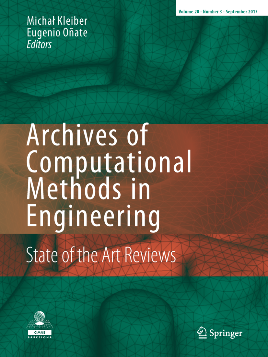 Michał Kleiber
Eugenio Oñate
Editors
Archives of
Computational
Methods in
Engineering
State of the Art Reviews
Springer